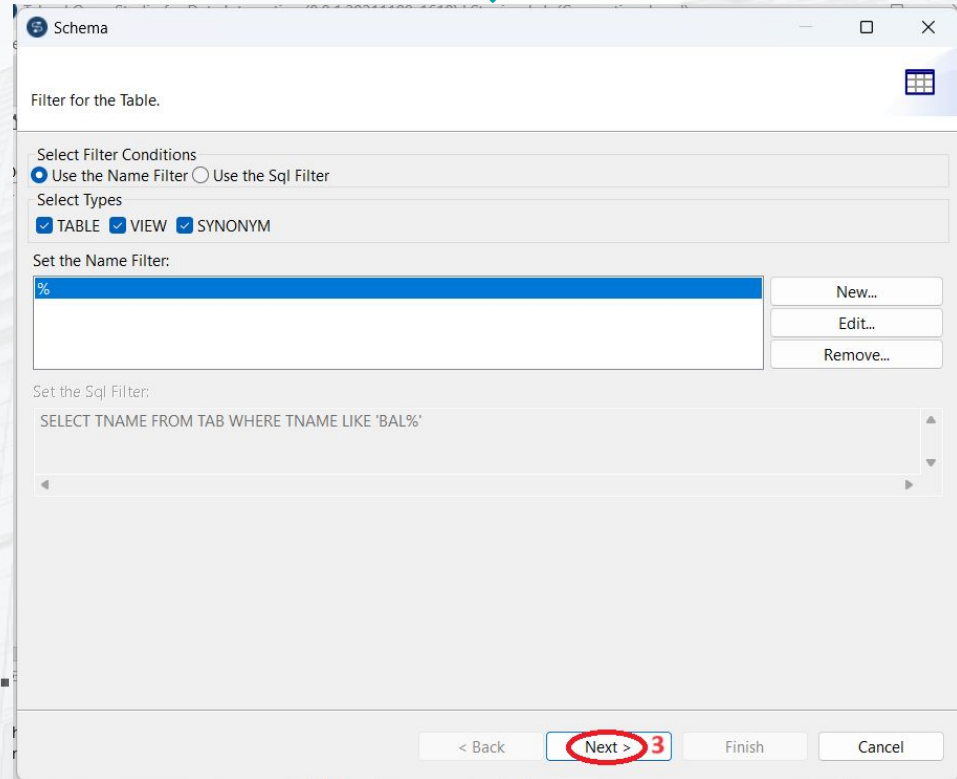 Schema
Filter for the Table.
Select Filter Conditions
Use the Name Filter Use the Sql Filter
Select Types
TABLE VIEW SYNONYM
Set the Name Filter:
%
New...
Edit...
Remove...
Set the Sql Filter:
SELECT TNAME FROM TAB WHERE TNAME LIKE 'BAL%'
< Back Next > 3 Finish Cancel